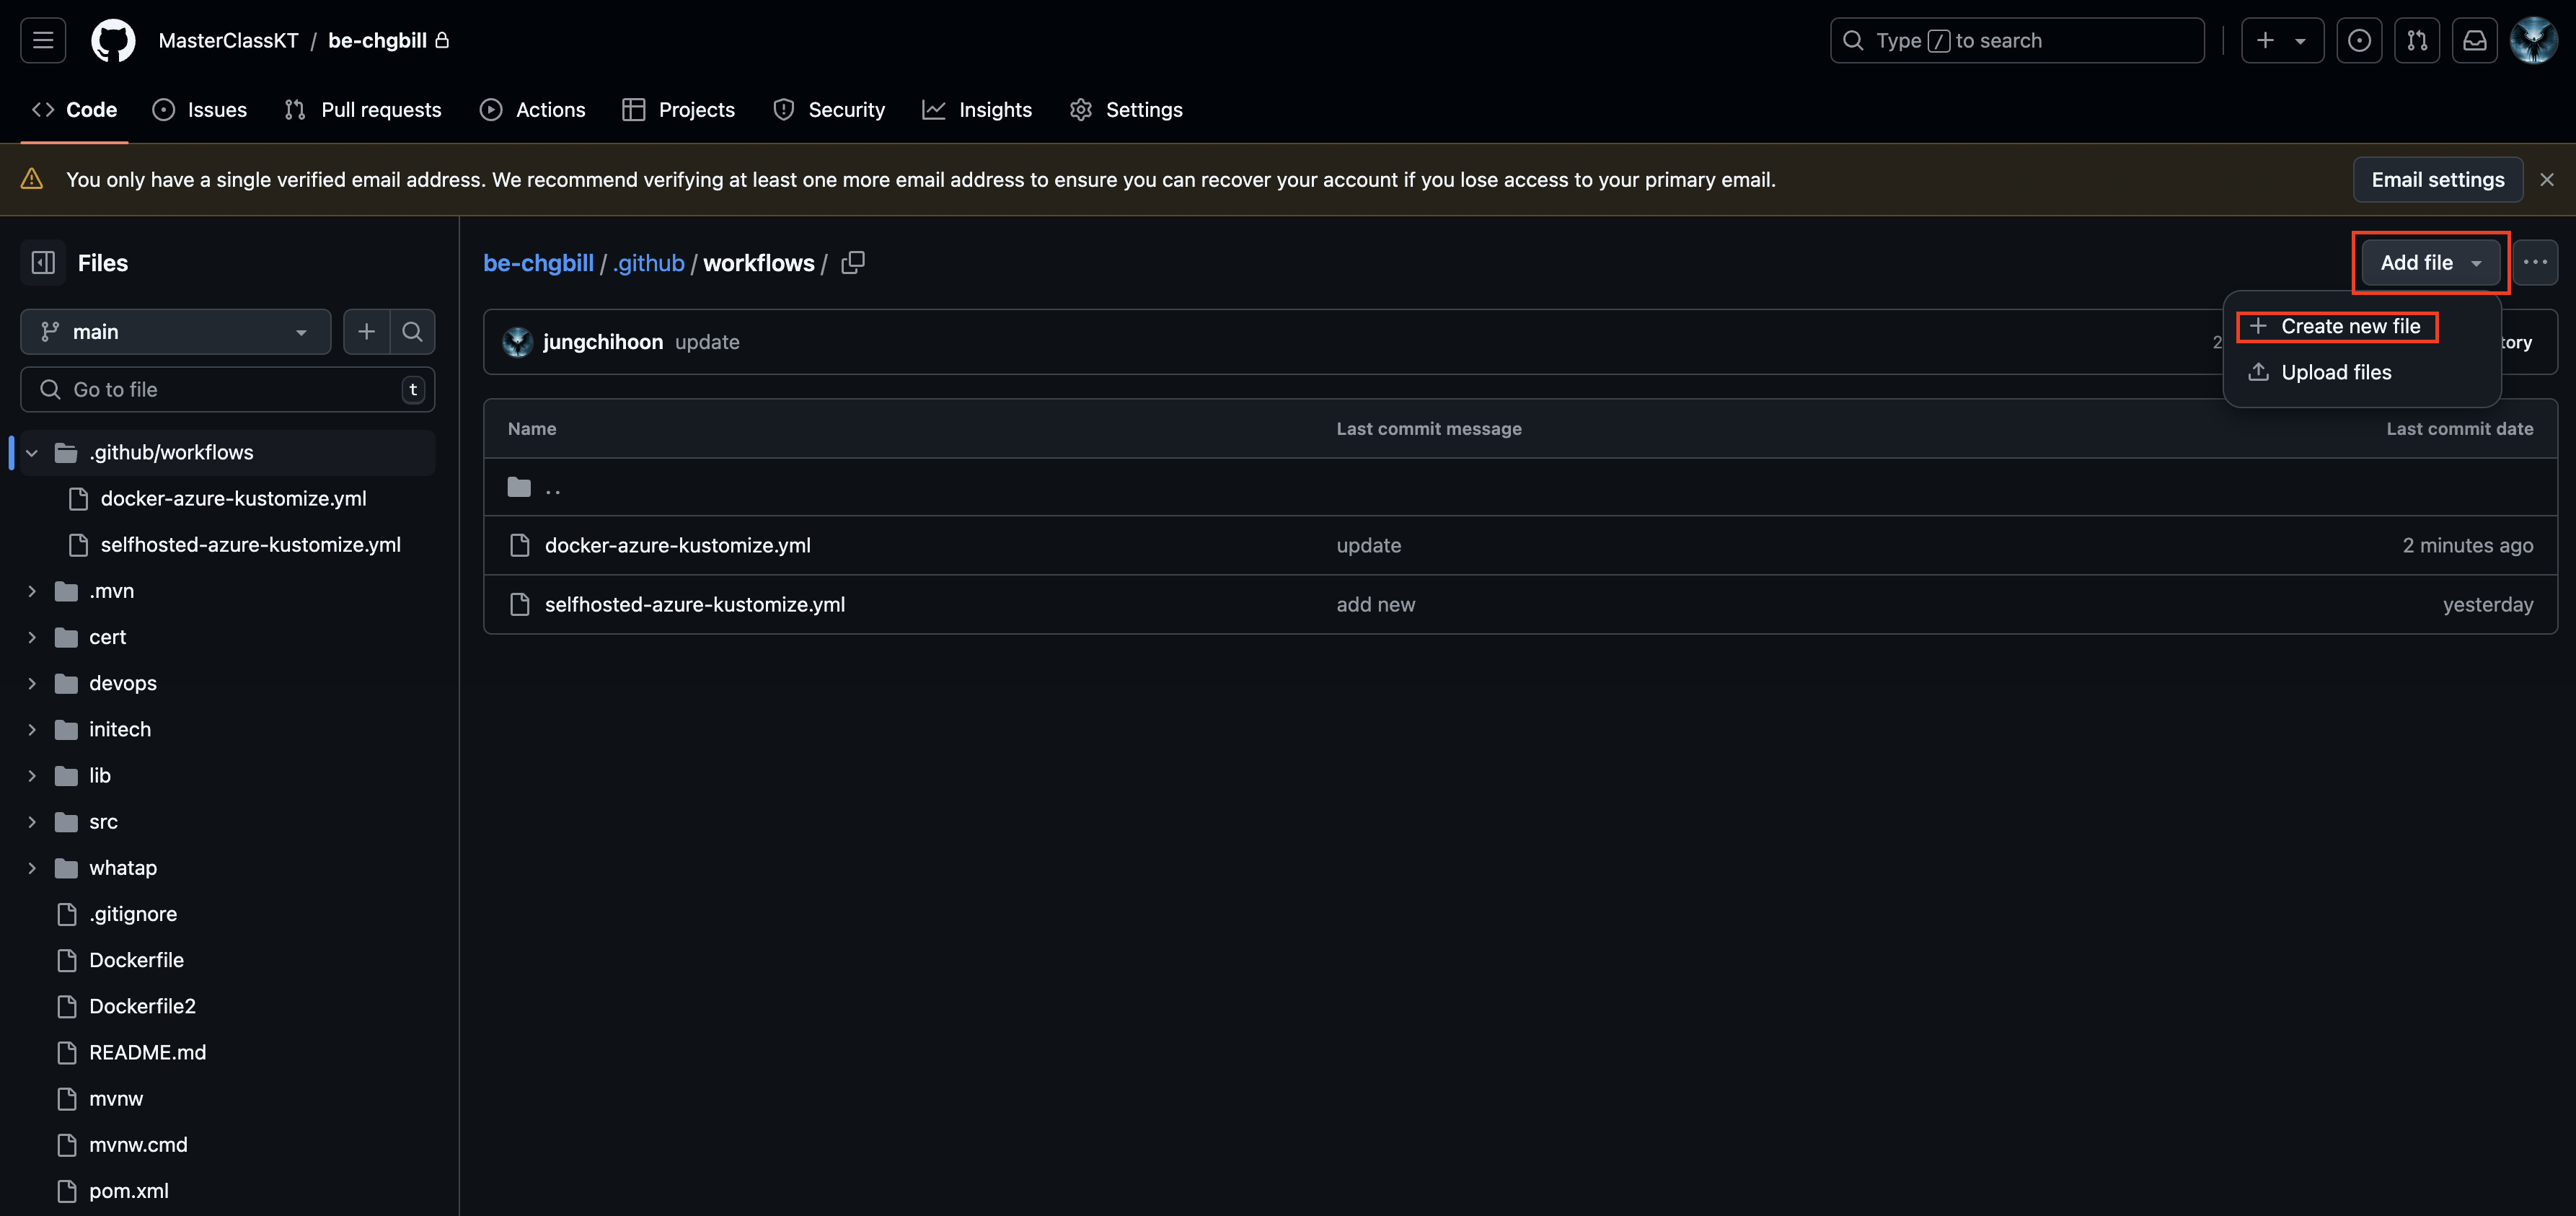 MasterClassKT / be-chgbill
Type / to search
Code
Issues
Pull requests
Actions
Projects
Security
Insights
Settings
You only have a single verified email address. We recommend verifying at least one more email address to ensure you can recover your account if you lose access to your primary email.
Email settings
Files
main
Go to file
t
.github/workflows
docker-azure-kustomize.yml
selfhosted-azure-kustomize.yml
.mvn
cert
devops
initech
lib
src
whatap
.gitignore
Dockerfile
Dockerfile2
README.md
mvnw
mvnw.cmd
pom.xml
be-chgbill / .github / workflows /
Add file
Create new file
Upload files
jungchihoon update
2
tory
Name Last commit message Last commit date
..
docker-azure-kustomize.yml update 2 minutes ago
selfhosted-azure-kustomize.yml add new yesterday